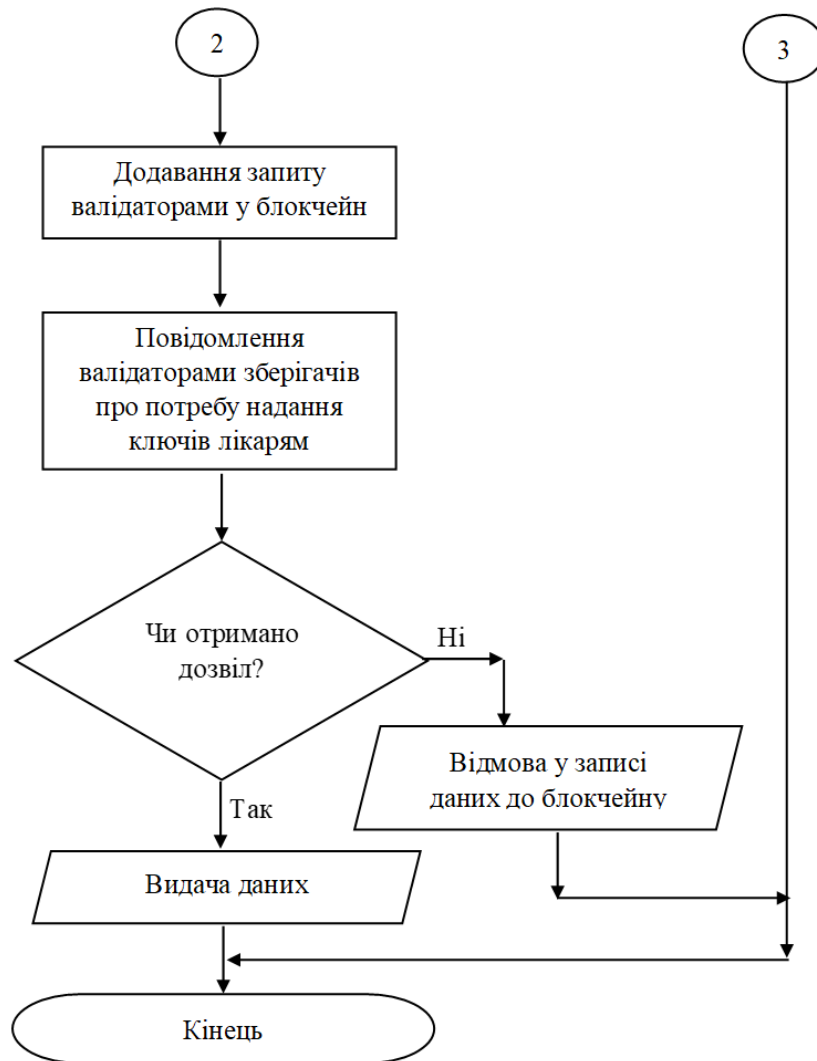 2
3
Додавання запиту
валідаторами у блокчейн
Повідомлення
валідаторами зберігачів
про потребу надання
ключів лікарям
Чи отримано
дозвіл?
Ні
Відмова у записі
даних до блокчейну
Так
Видача даних
Кінець